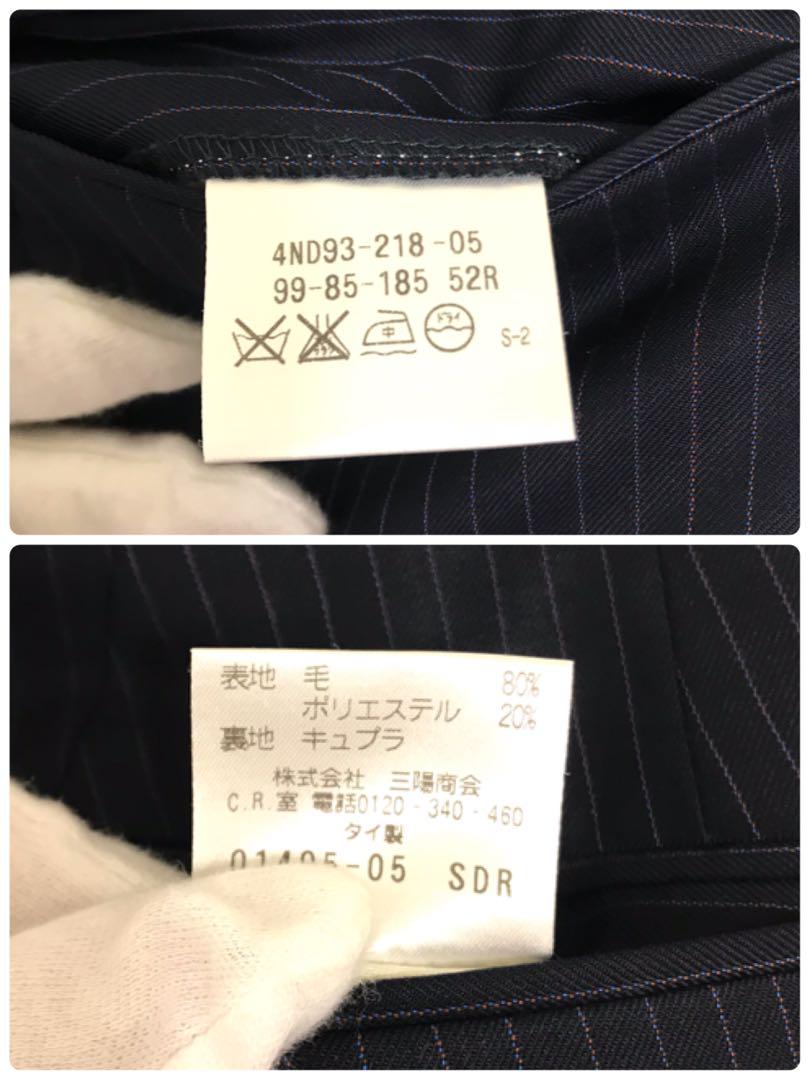 4ND93-218-05
99-85-185 52R
中 ドライ S-2
表地 毛 80%
ポリエステル 20%
裏地 キュプラ
株式会社 三陽商会
C.R.室 電話0120-340-460
タイ製
01495-05 SDR